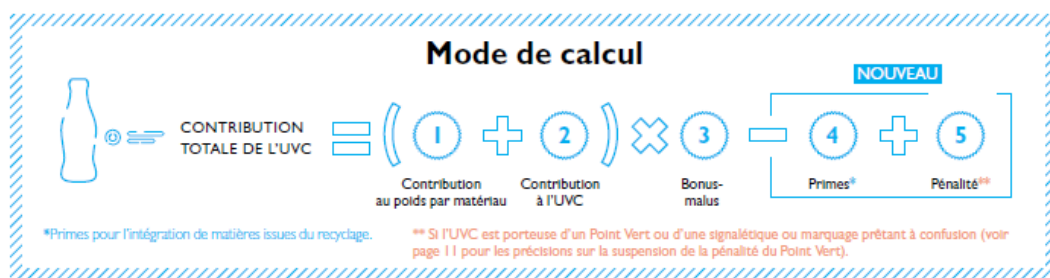 Mode de calcul
NOUVEAU
CONTRIBUTION
TOTALE DE L'UVC
= ( 1 + 2 ) × 3 − 4 + 5
Contribution
au poids par matériau
Contribution
à l'UVC
Bonus-
malus
Primes*
Pénalité**
*Primes pour l'intégration de matières issues du recyclage.
** Si l'UVC est porteuse d'un Point Vert ou d'une signalétique ou marquage prêtant à confusion (voir
page 11 pour les précisions sur la suspension de la pénalité du Point Vert).